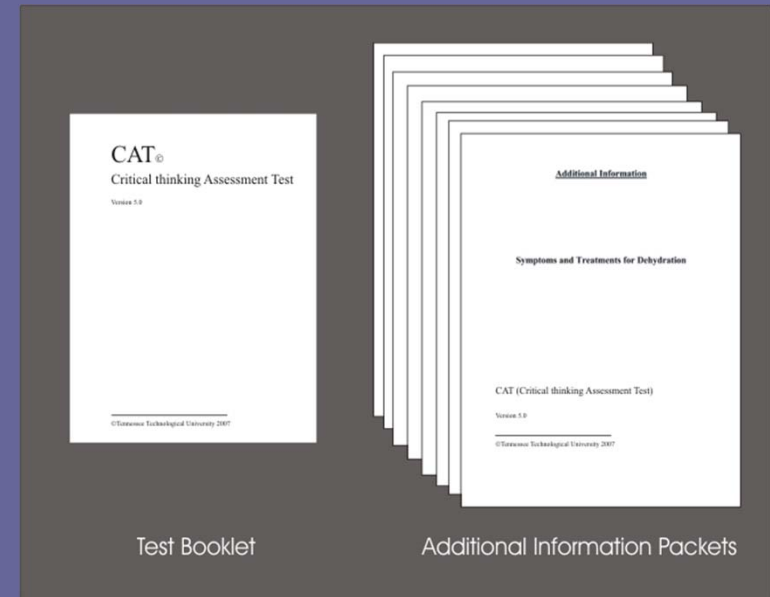 CAT©
Critical thinking Assessment Test
Version 5.0
©Tennessee Technological University 2007
Test Booklet
Additional Information
Symptoms and Treatments for Dehydration
CAT (Critical thinking Assessment Test)
Version 5.0
©Tennessee Technological University 2007
Additional Information Packets